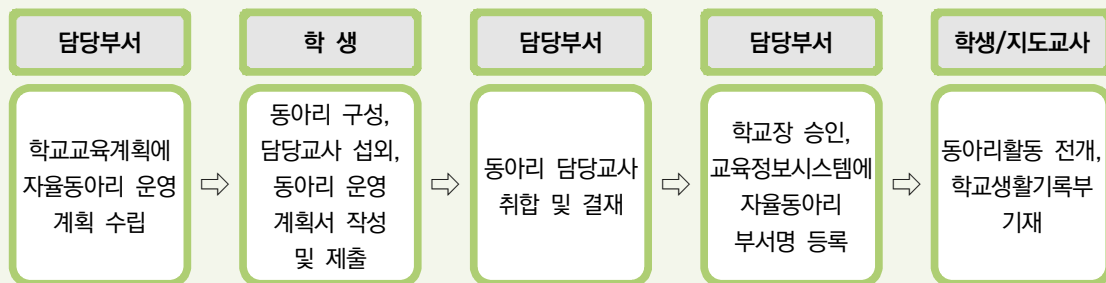 담당부서
학교교육계획에
자율동아리 운영
계획 수립
⇨
학 생
동아리 구성,
담당교사 섭외,
동아리 운영
계획서 작성
및 제출
⇨
담당부서
동아리 담당교사
취합 및 결재
⇨
담당부서
학교장 승인,
교육정보시스템에
자율동아리
부서명 등록
⇨
학생/지도교사
동아리활동 전개,
학교생활기록부
기재